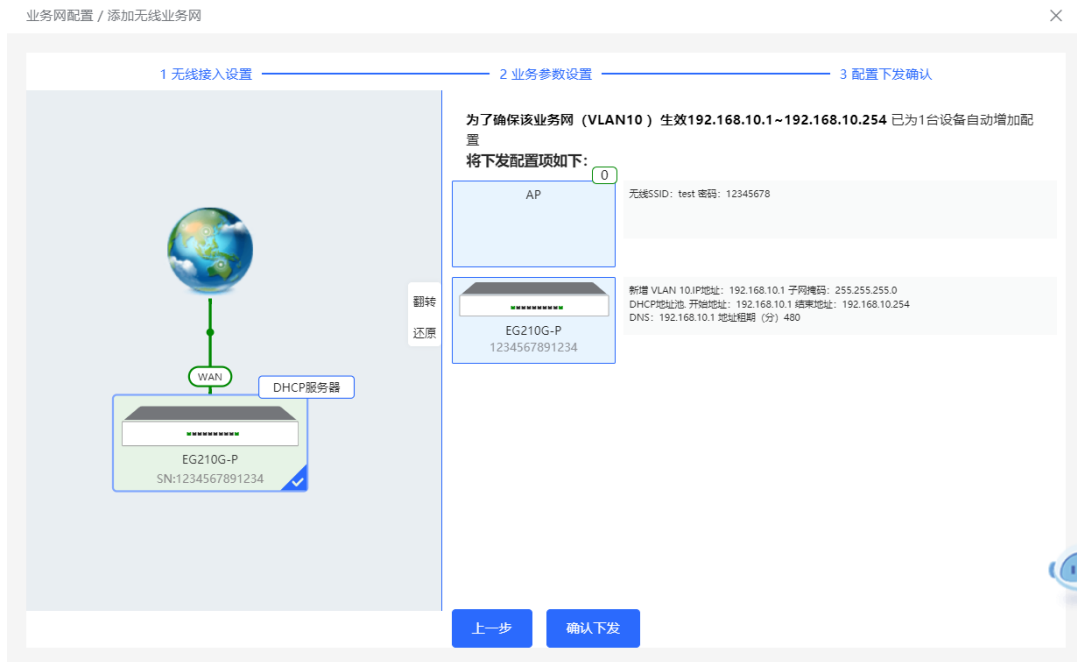 业务网配置 / 添加无线业务网
1 无线接入设置
2 业务参数设置
3 配置下发确认
翻转
还原
WAN
DHCP服务器
EG210G-P
SN:1234567891234
为了确保该业务网（VLAN10 ）生效192.168.10.1~192.168.10.254 已为1台设备自动增加配
置
将下发配置项如下：
0
AP
无线SSID：test 密码：12345678
EG210G-P
1234567891234
新增 VLAN 10.IP地址：192.168.10.1 子网掩码：255.255.255.0
DHCP地址池. 开始地址：192.168.10.1 结束地址：192.168.10.254
DNS：192.168.10.1 地址租期（分）480
上一步
确认下发